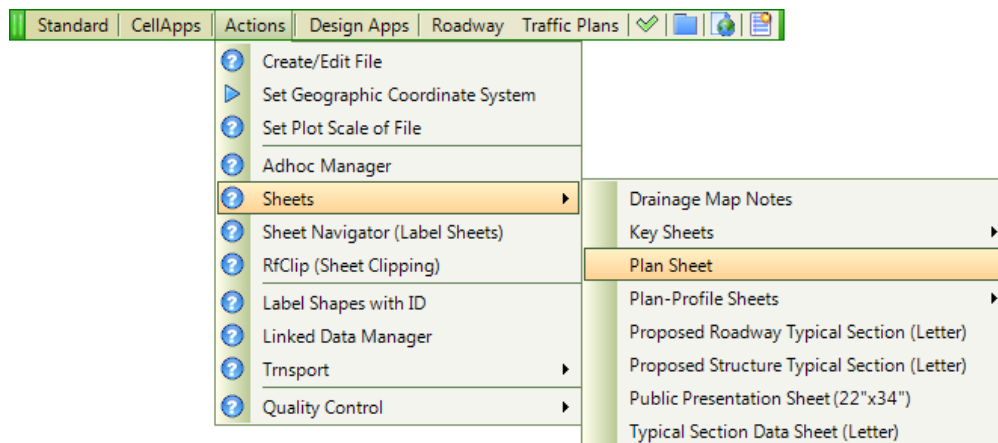 Standard CellApps Actions Design Apps Roadway Traffic Plans
Create/Edit File
Set Geographic Coordinate System
Set Plot Scale of File
Adhoc Manager
Sheets
Sheet Navigator (Label Sheets)
RfClip (Sheet Clipping)
Label Shapes with ID
Linked Data Manager
Trnsport
Quality Control
Drainage Map Notes
Key Sheets
Plan Sheet
Plan-Profile Sheets
Proposed Roadway Typical Section (Letter)
Proposed Structure Typical Section (Letter)
Public Presentation Sheet (22"x34")
Typical Section Data Sheet (Letter)